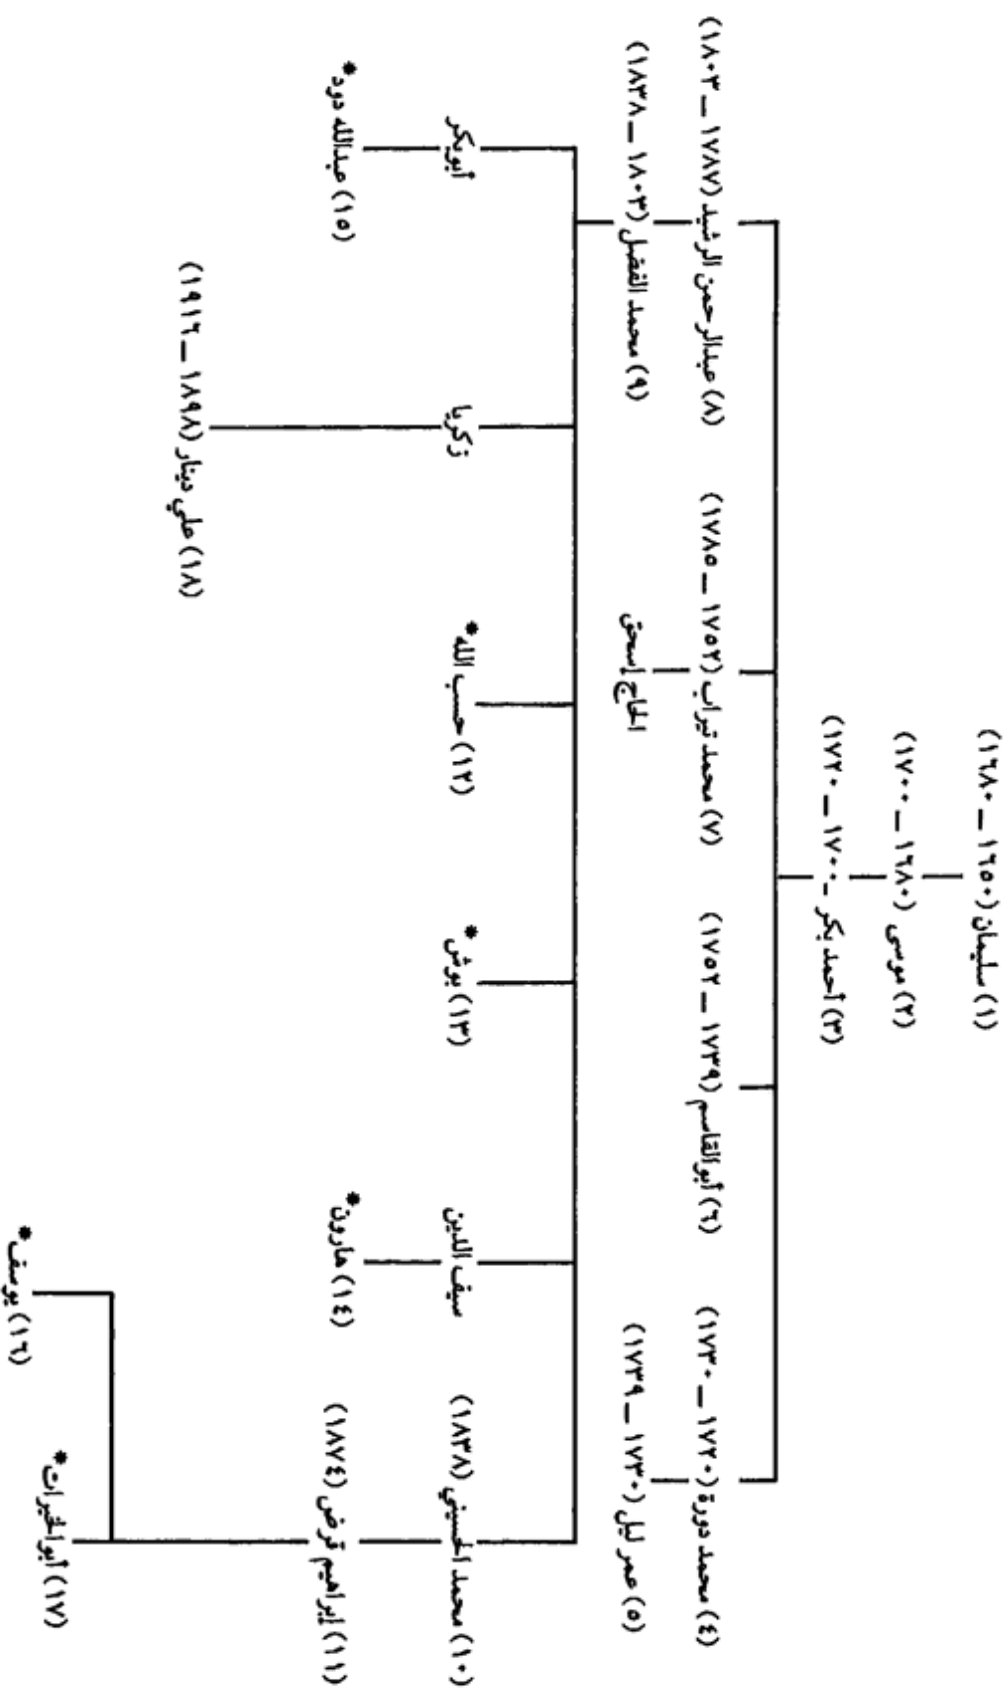 (١) سليمان (١٦٥٠ – ١٦٨٠)
(٢) موسى (١٦٨٠ – ١٧٠٠)
(٣) أحمد بكر – ١٧٠٠ – ١٧٢٠)
(٤) محمد دورة (١٧٢٠ – ١٧٣٠)
(٦) أبو القاسم (١٧٣٩ – ١٧٥٢)
(٧) محمد تيراب (١٧٥٢ – ١٧٨٥)
(٨) عبدالرحمن الرشيد (١٧٨٧ – ١٨٠٣)
(٥) عمر ليل (١٧٣٠ – ١٧٣٩)
الحاج إسحق
(٩) محمد الفضل (١٨٠٣ – ١٨٣٨)
(١٠) محمد الحسيني (١٨٣٨)
سيف الدين
(١٣) بوش*
(١٢) حسب الله*
زكريا
أبوبكر
(١١) إبراهيم قرض (١٨٧٤)
(١٤) هارون*
(١٥) عبدالله دود*
(١٨) علي دينار (١٨٩٨ – ١٩١٦)
(١٧) أبو الخيرات*
(١٦) يوسف*